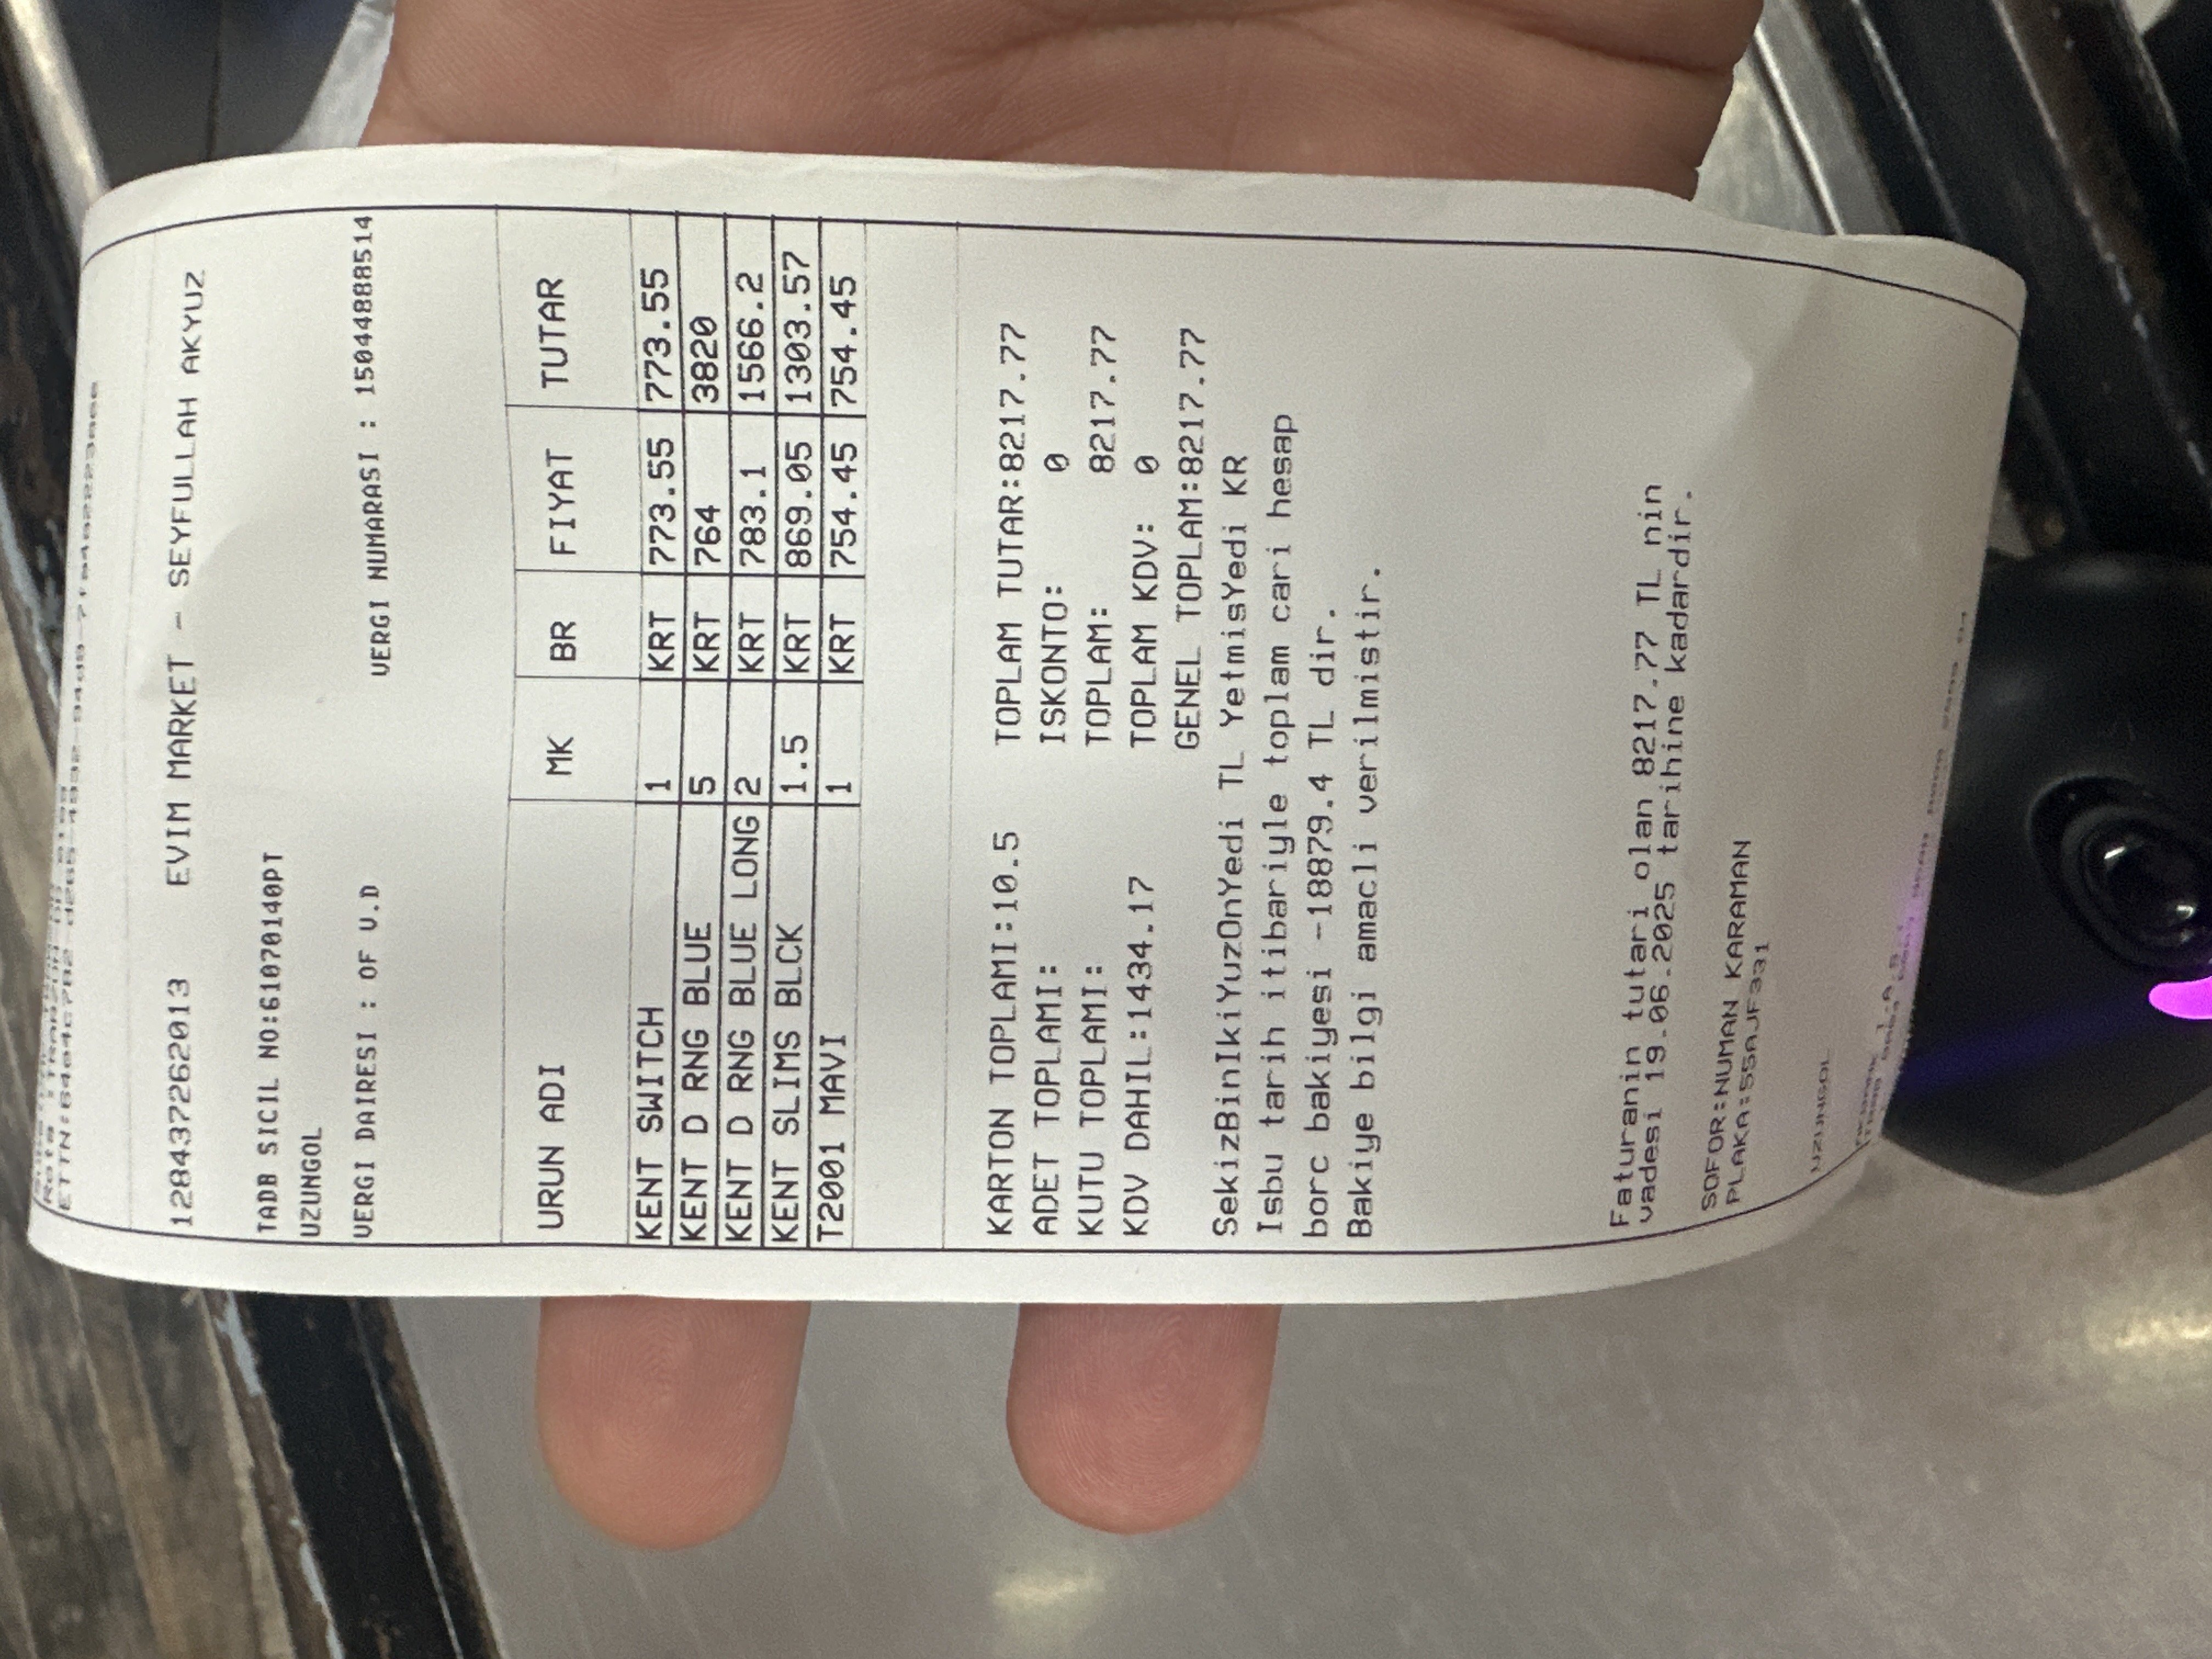 128437262013 EVIM MARKET - SEYFULLAH AKYUZ
TADB SICIL NO:61070140PT
UZUNGOL
VERGI DAIRESI : OF V.D VERGI NUMARASI : 15044888514
URUN ADI MK BR FIYAT TUTAR
KENT SWITCH 1 KRT 773.55 773.55
KENT D RNG BLUE 5 KRT 764 3820
KENT D RNG BLUE LONG 2 KRT 783.1 1566.2
KENT SLIMS BLCK 1.5 KRT 869.05 1303.57
T2001 MAVI 1 KRT 754.45 754.45
KARTON TOPLAMI:10.5 TOPLAM TUTAR:8217.77
ADET TOPLAMI: ISKONTO: 0
KUTU TOPLAMI: TOPLAM: 8217.77
KDV DAHIL:1434.17 TOPLAM KDV: 0
GENEL TOPLAM:8217.77
SekizBinIkiYuzOnYedi TL YetmisYedi KR
Isbu tarih itibariyle toplam cari hesap
borc bakiyesi -18879.4 TL dir.
Bakiye bilgi amacli verilmistir.
Faturanin tutari olan 8217.77 TL nin
vadesi 19.06.2025 tarihine kadardir.
SOFOR:NUMAN KARAMAN
PLAKA:55AJF331
UZUNGOL